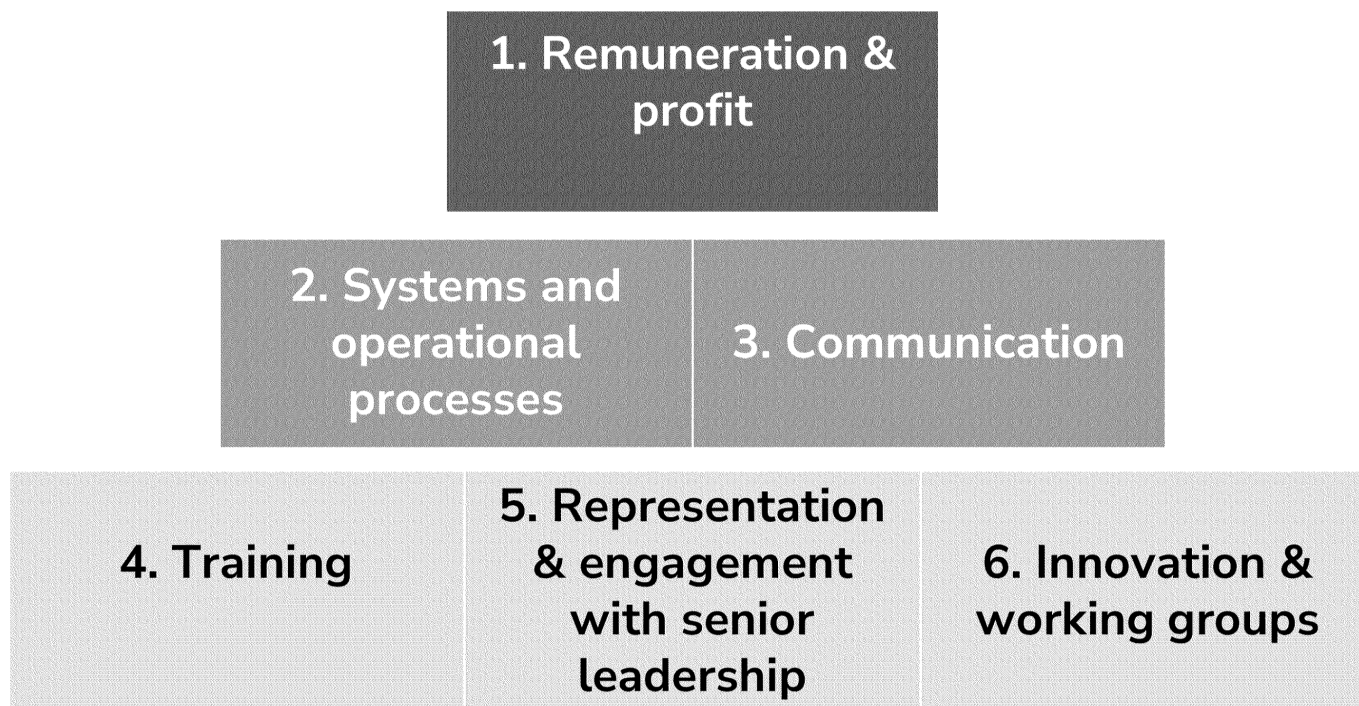 1. Remuneration &
profit
2. Systems and
operational
processes
3. Communication
4. Training
5. Representation
& engagement
with senior
leadership
6. Innovation &
working groups